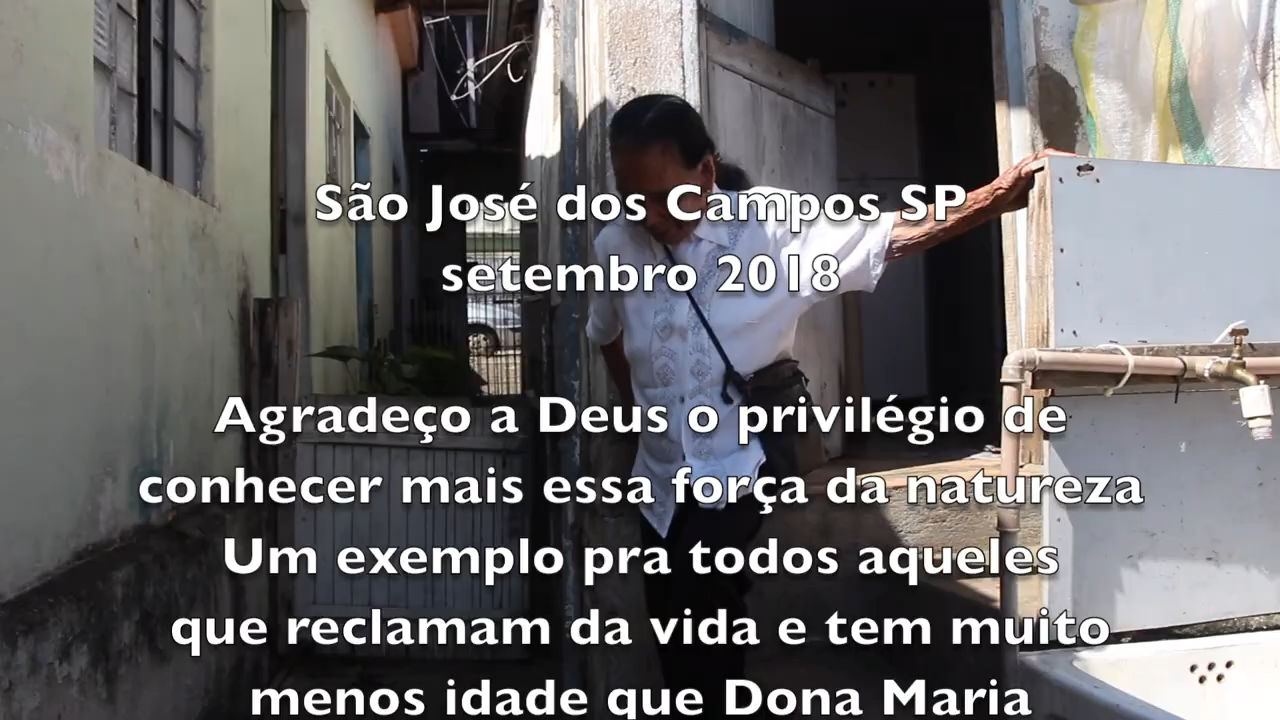 São José dos Campos SP
setembro 2018
Agradeço a Deus o privilégio de
conhecer mais essa força da natureza
Um exemplo pra todos aqueles
que reclamam da vida e tem muito
menos idade que Dona Maria